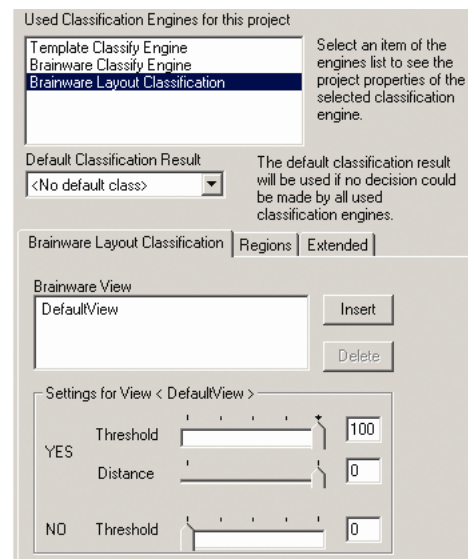 Used Classification Engines for this project
Template Classify Engine
Brainware Classify Engine
Brainware Layout Classification
Select an item of the
engines list to see the
project properties of the
selected classification
engine.
Default Classification Result
<No default class>
The default classification result
will be used if no decision could
be made by all used
classification engines.
Brainware Layout Classification
Regions
Extended
Brainware View
DefaultView
Insert
Delete
Settings for View < DefaultView >
YES
Threshold
100
Distance
0
NO
Threshold
0